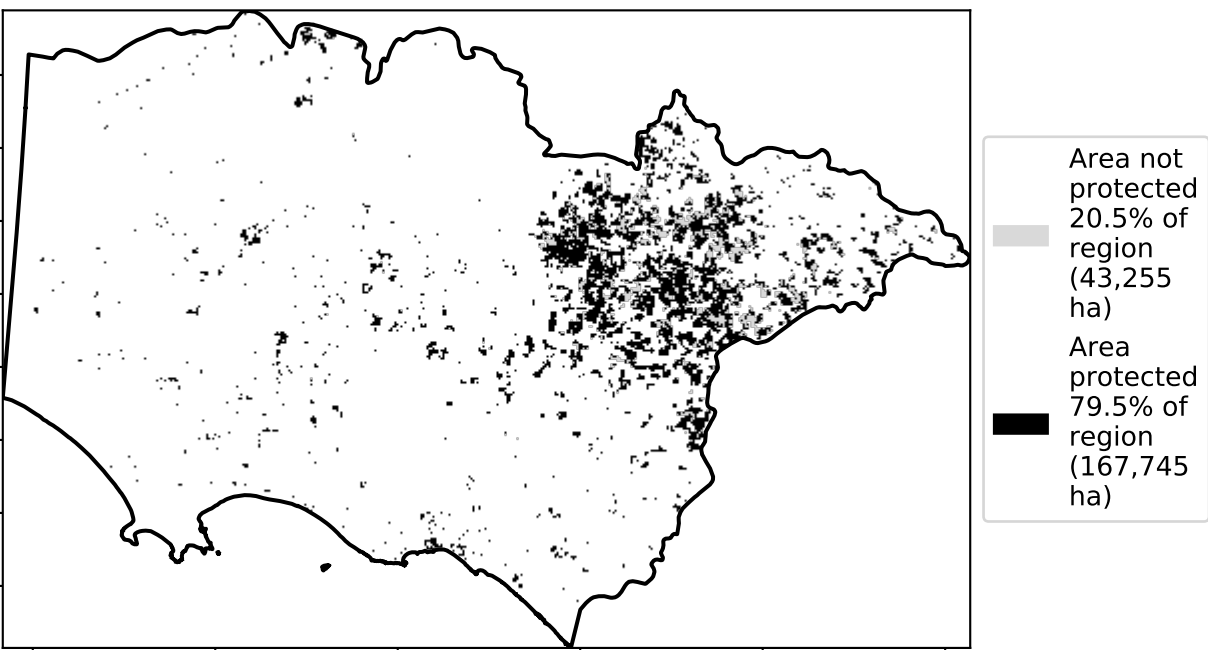 Area not
protected
20.5% of
region
(43,255
ha)
Area
protected
79.5% of
region
(167,745
ha)